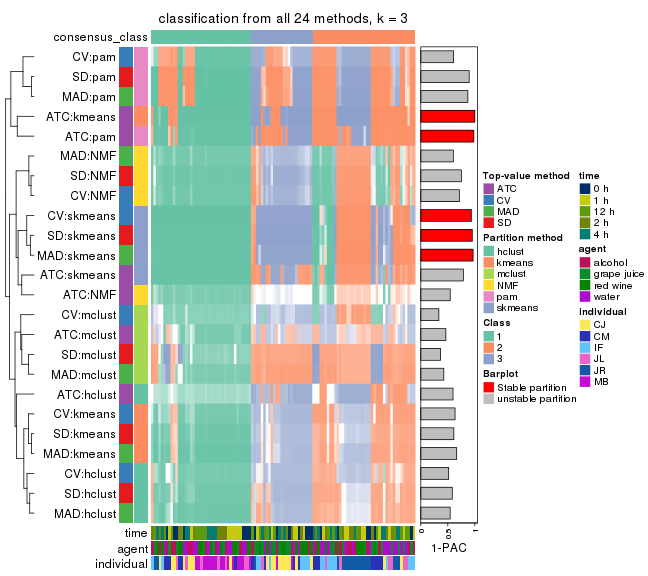 classification from all 24 methods, k = 3
consensus_class
CV:pam
SD:pam
MAD:pam
ATC:kmeans
ATC:pam
MAD:NMF
SD:NMF
CV:NMF
CV:skmeans
SD:skmeans
MAD:skmeans
ATC:skmeans
ATC:NMF
CV:mclust
ATC:mclust
SD:mclust
MAD:mclust
ATC:hclust
CV:kmeans
SD:kmeans
MAD:kmeans
CV:hclust
SD:hclust
MAD:hclust
time
agent
individual
0
0.5
1
1-PAC
Top-value method
ATC
CV
MAD
SD
Partition method
hclust
kmeans
mclust
NMF
pam
skmeans
Class
1
2
3
Barplot
Stable partition
unstable partition
time
0 h
1 h
12 h
2 h
4 h
agent
alcohol
grape juice
red wine
water
individual
CJ
CM
IF
JL
JR
MB